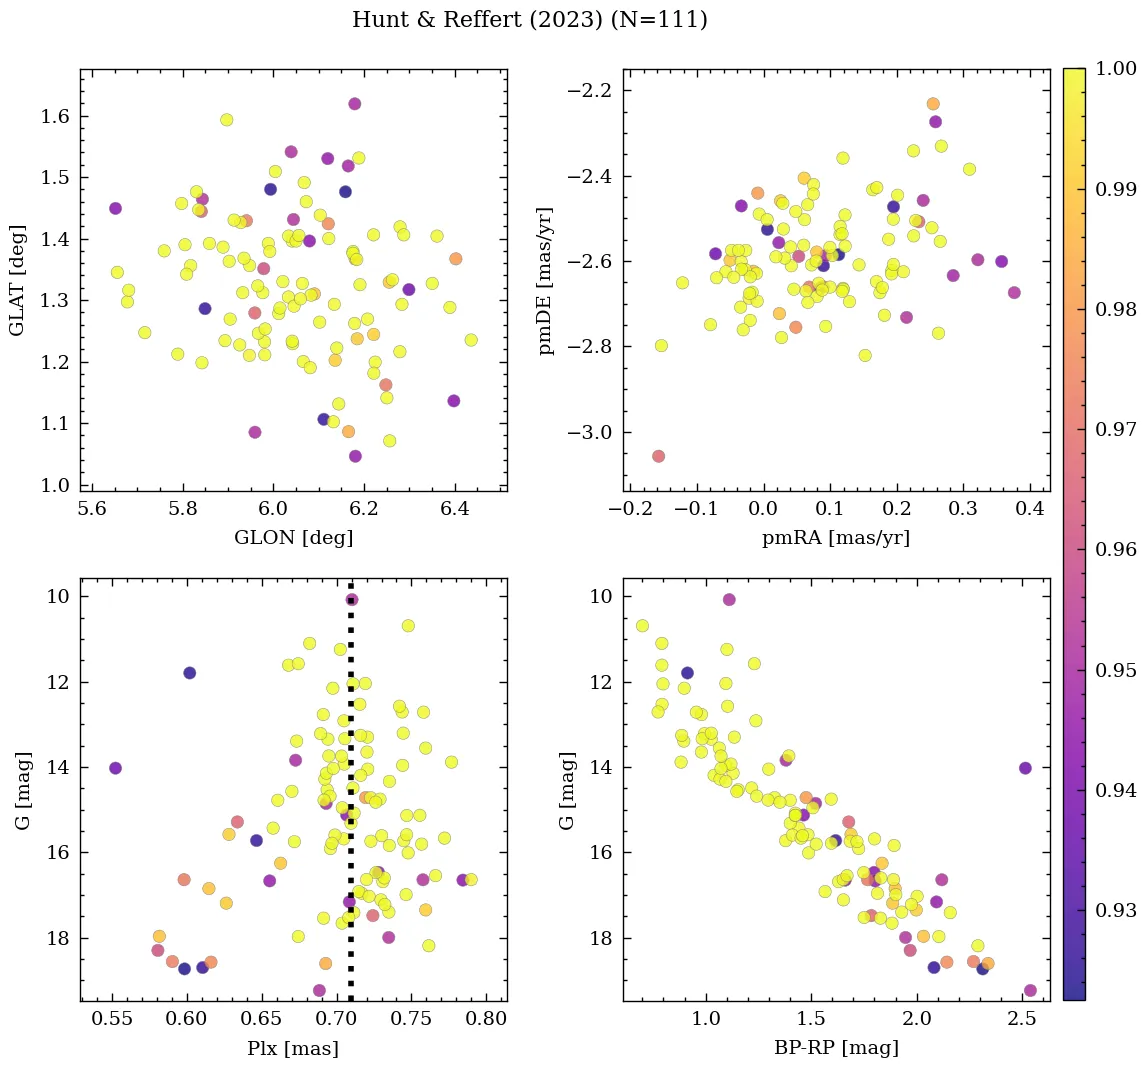 Hunt & Reffert (2023) (N=111)
1.6
1.5
1.4
1.3
1.2
1.1
1.0
GLAT [deg]
5.6 5.8 6.0 6.2 6.4
GLON [deg]
−2.2
−2.4
−2.6
−2.8
−3.0
pmDE [mas/yr]
−0.2 −0.1 0.0 0.1 0.2 0.3 0.4
pmRA [mas/yr]
1.00
0.99
0.98
0.97
0.96
0.95
0.94
0.93
10
12
14
16
18
G [mag]
0.55 0.60 0.65 0.70 0.75 0.80
Plx [mas]
10
12
14
16
18
G [mag]
1.0 1.5 2.0 2.5
BP-RP [mag]